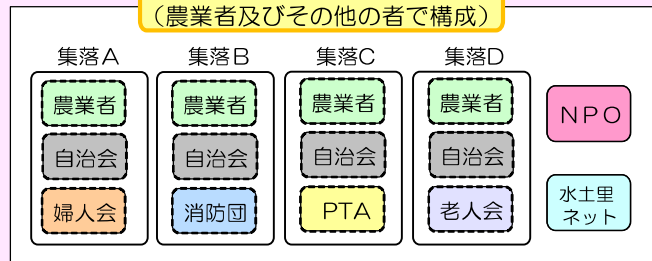 （農業者及びその他の者で構成）
集落A
集落B
集落C
集落D
農業者
農業者
農業者
農業者
NPO
自治会
自治会
自治会
自治会
婦人会
消防団
PTA
老人会
水土里
ネット